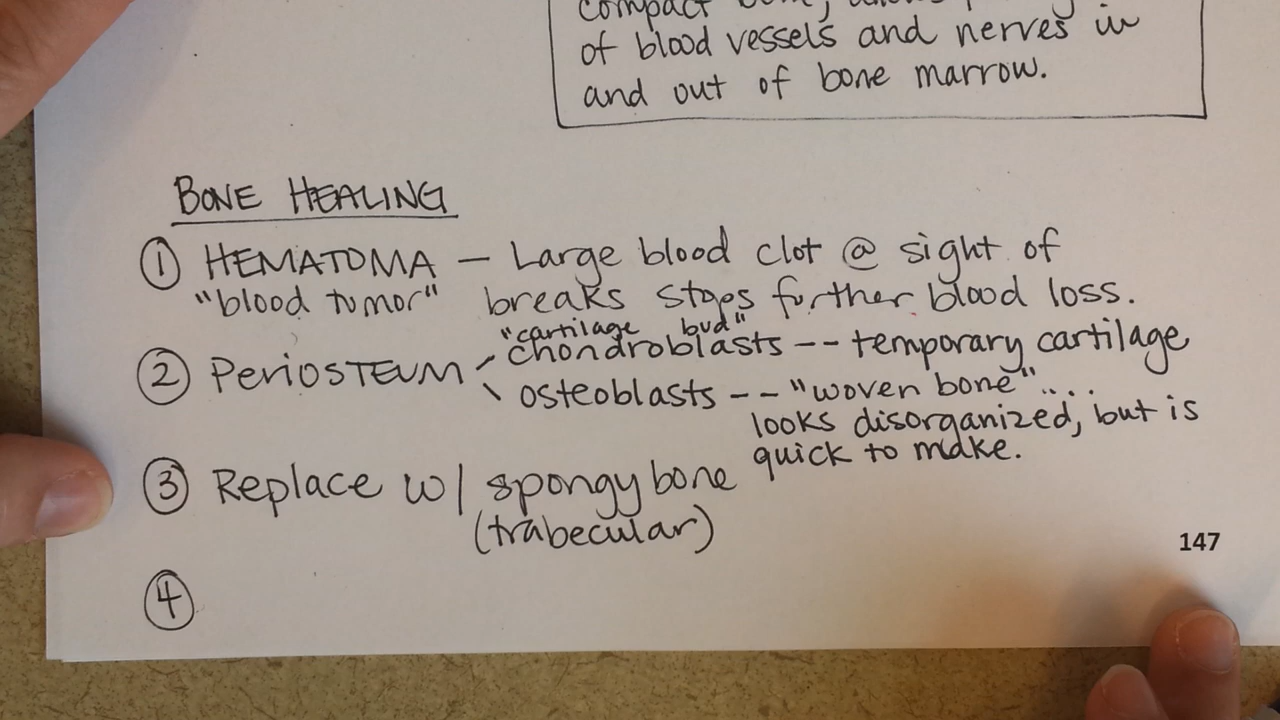 compact
of blood vessels and nerves in
and out of bone marrow.
BONE HEALING
① HEMATOMA — Large blood clot @ sight of
"blood tumor" breaks stops further blood loss.
"cartilage bud"
② PERIOSTEUM chondroblasts -- temporary cartilage
osteoblasts -- "woven bone"...
looks disorganized, but is
quick to make.
③ Replace w/ spongy bone
(trabecular)
147
④